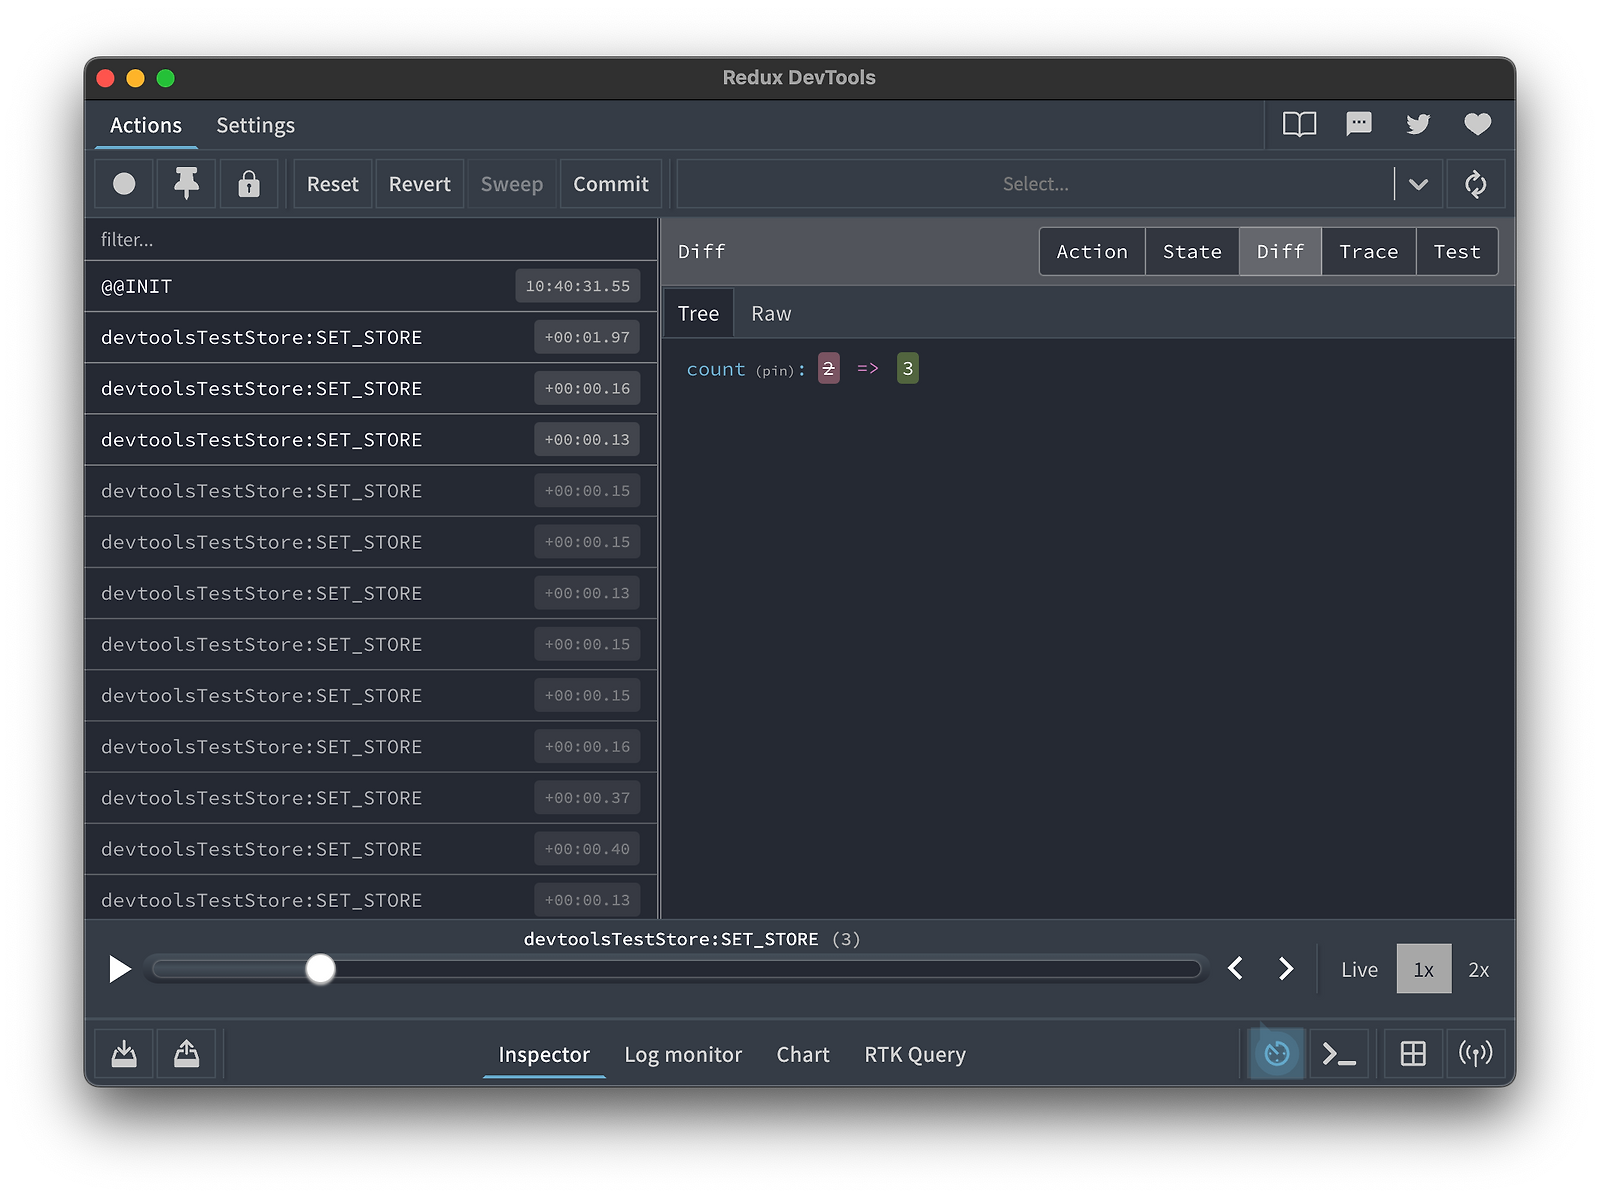 Redux DevTools
Actions Settings
Reset Revert Sweep Commit Select...
filter...
Diff Action State Diff Trace Test
@@INIT 10:40:31.55
Tree Raw
devtoolsTestStore:SET_STORE +00:01.97
count (pin): 2 => 3
devtoolsTestStore:SET_STORE +00:00.16
devtoolsTestStore:SET_STORE +00:00.13
devtoolsTestStore:SET_STORE +00:00.15
devtoolsTestStore:SET_STORE +00:00.15
devtoolsTestStore:SET_STORE +00:00.13
devtoolsTestStore:SET_STORE +00:00.15
devtoolsTestStore:SET_STORE +00:00.15
devtoolsTestStore:SET_STORE +00:00.16
devtoolsTestStore:SET_STORE +00:00.37
devtoolsTestStore:SET_STORE +00:00.40
devtoolsTestStore:SET_STORE +00:00.13
devtoolsTestStore:SET_STORE (3)
Live 1x 2x
Inspector Log monitor Chart RTK Query